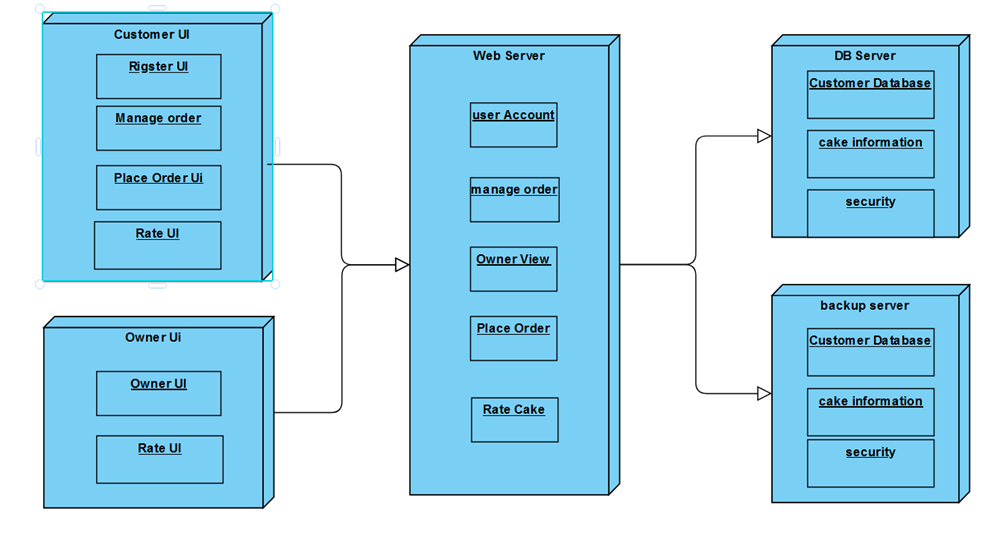 Customer UI
Rigster UI
Manage order
Place Order Ui
Rate UI
Owner Ui
Owner UI
Rate UI
Web Server
user Account
manage order
Owner View
Place Order
Rate Cake
DB Server
Customer Database
cake information
security
backup server
Customer Database
cake information
security